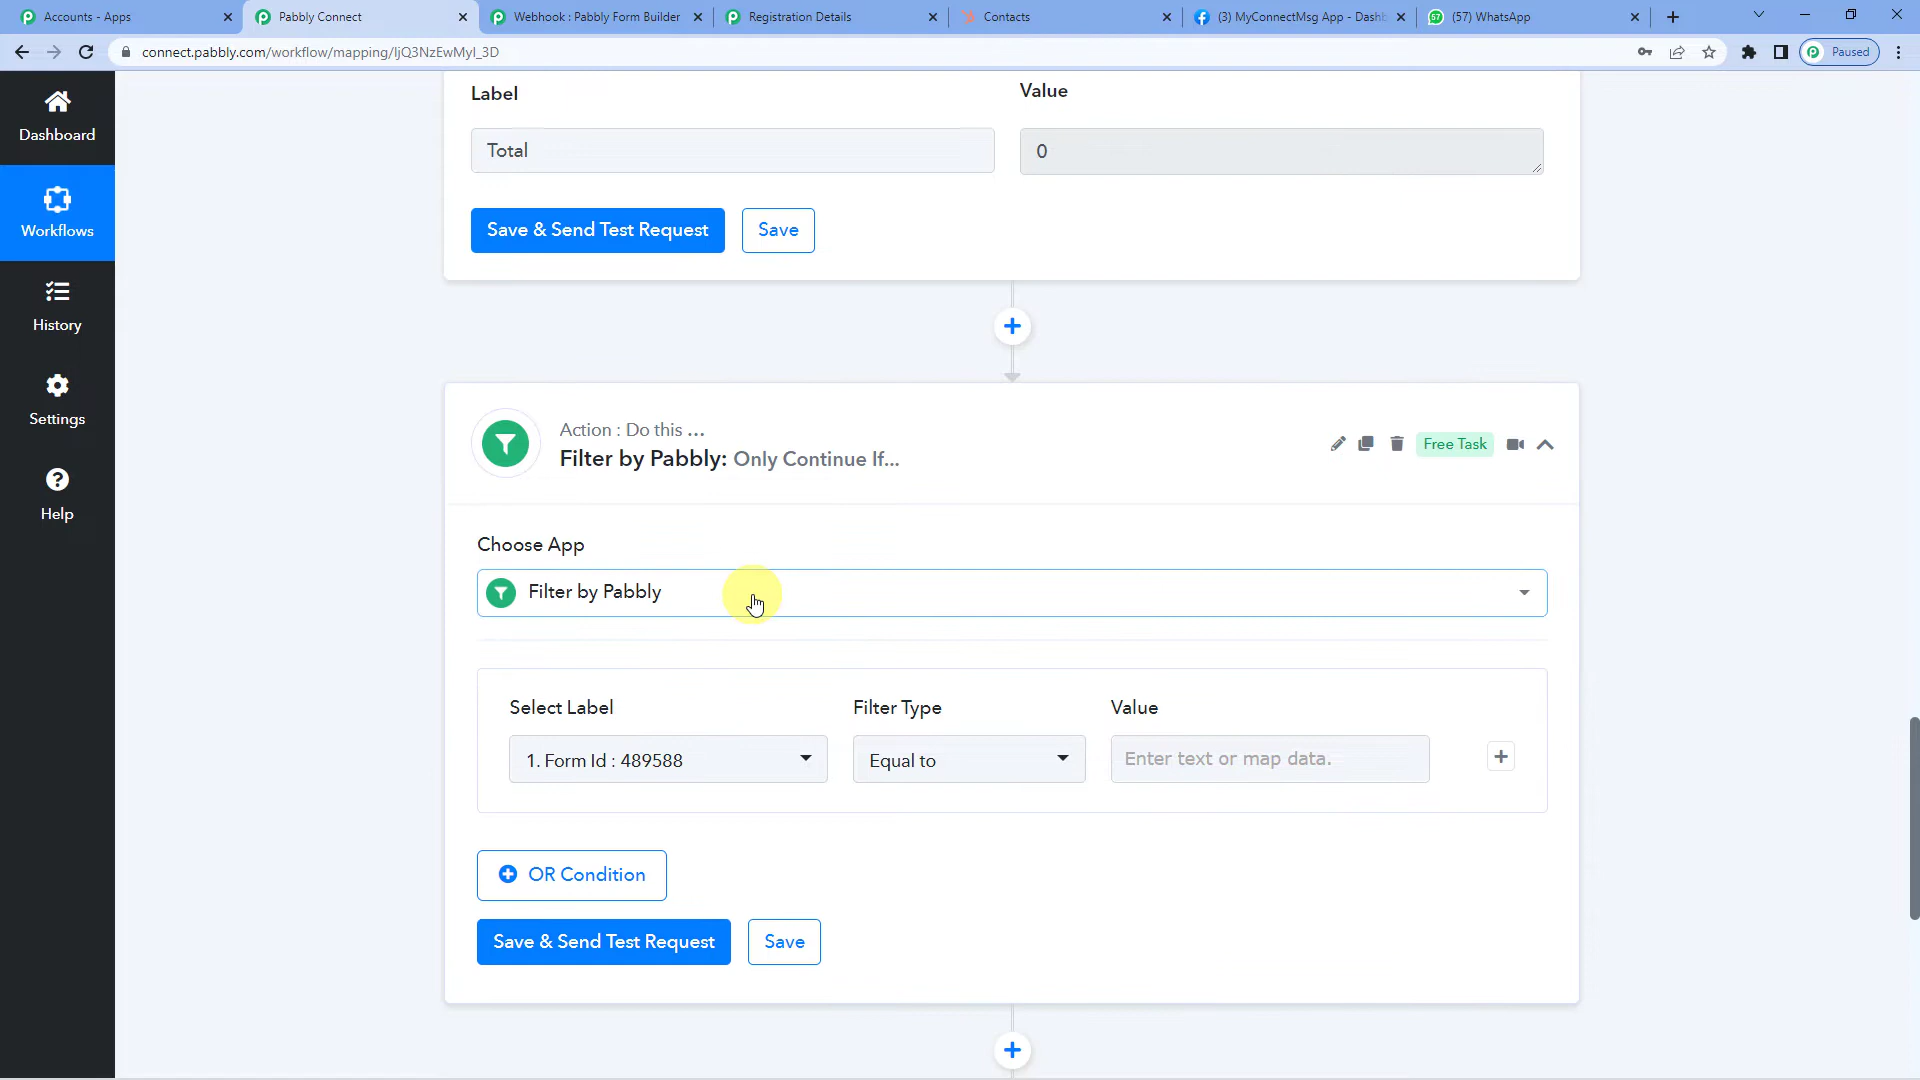 Accounts - Apps
Pabbly Connect
Webhook : Pabbly Form Builder
Registration Details
Contacts
(3) MyConnectMsg App - Dashb
57
(57) WhatsApp
connect.pabbly.com/workflow/mapping/IjQ3NzEwMyI_3D
Paused
Dashboard
Workflows
History
Settings
Help
Label
Value
Total
0
Save & Send Test Request
Save
Action : Do this ...
Filter by Pabbly: Only Continue If...
Free Task
Choose App
Filter by Pabbly
Select Label
Filter Type
Value
1. Form Id : 489588
Equal to
Enter text or map data.
OR Condition
Save & Send Test Request
Save